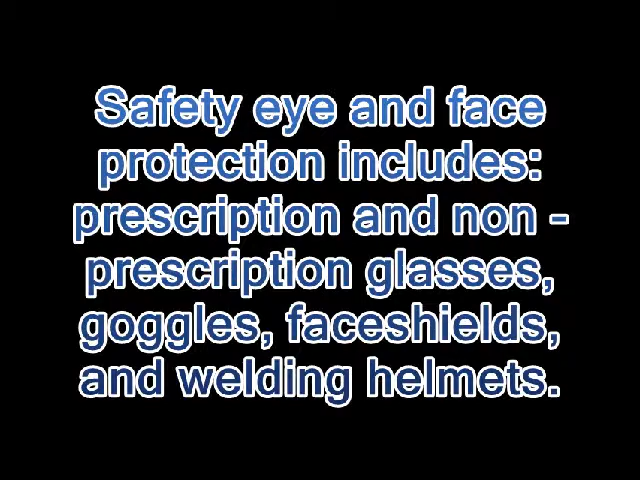 Safety eye and face
protection includes:
prescription and non -
prescription glasses,
goggles, faceshields,
and welding helmets.